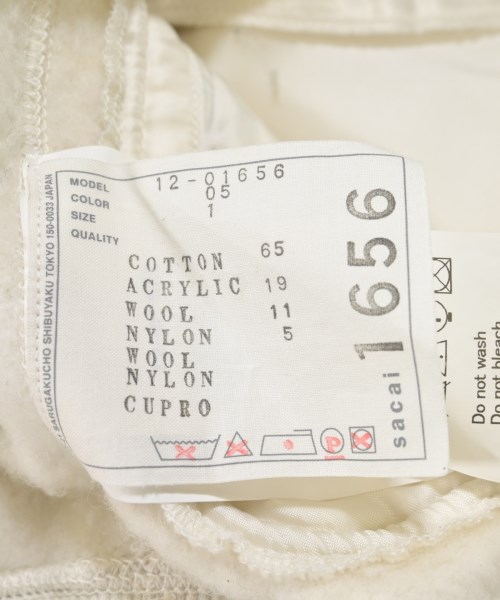 MODEL 12-01656
COLOR 05
SIZE 1
QUALITY
COTTON 65
ACRYLIC 19
WOOL 11
NYLON 5
WOOL
NYLON
CUPRO
P
sacai 1656
SARUGAKUCHO SHIBUYAKU TOKYO 150-0033 JAPAN
Do not wash
Do not bleach